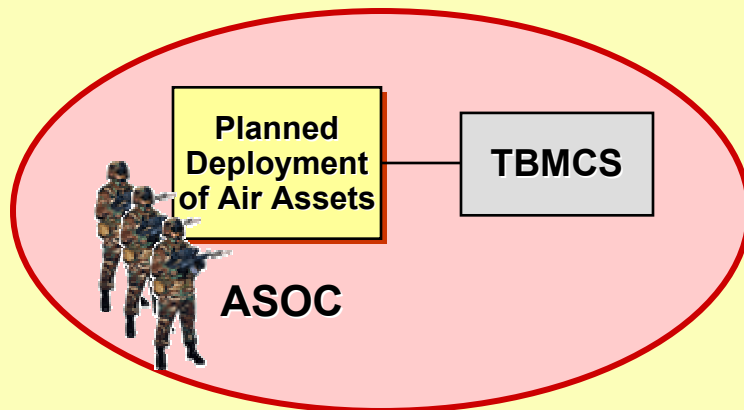 Planned
Deployment
of Air Assets
TBMCS
ASOC